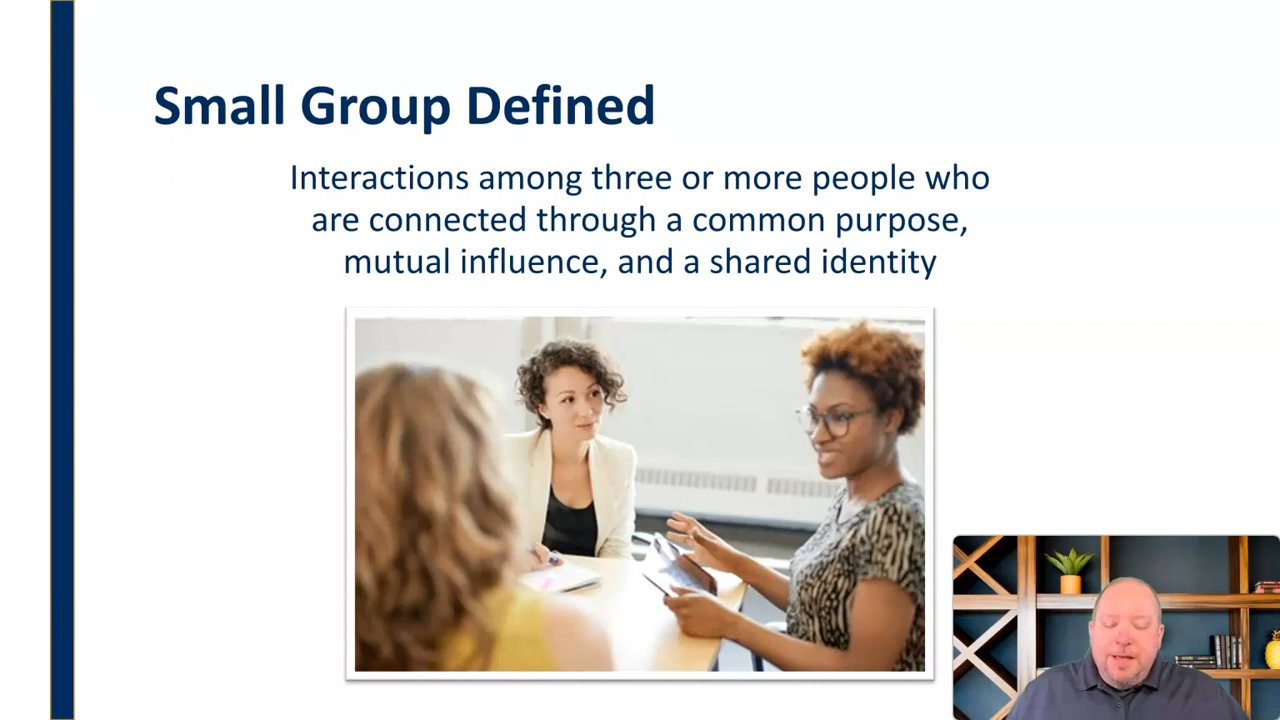 Small Group Defined
Interactions among three or more people who
are connected through a common purpose,
mutual influence, and a shared identity